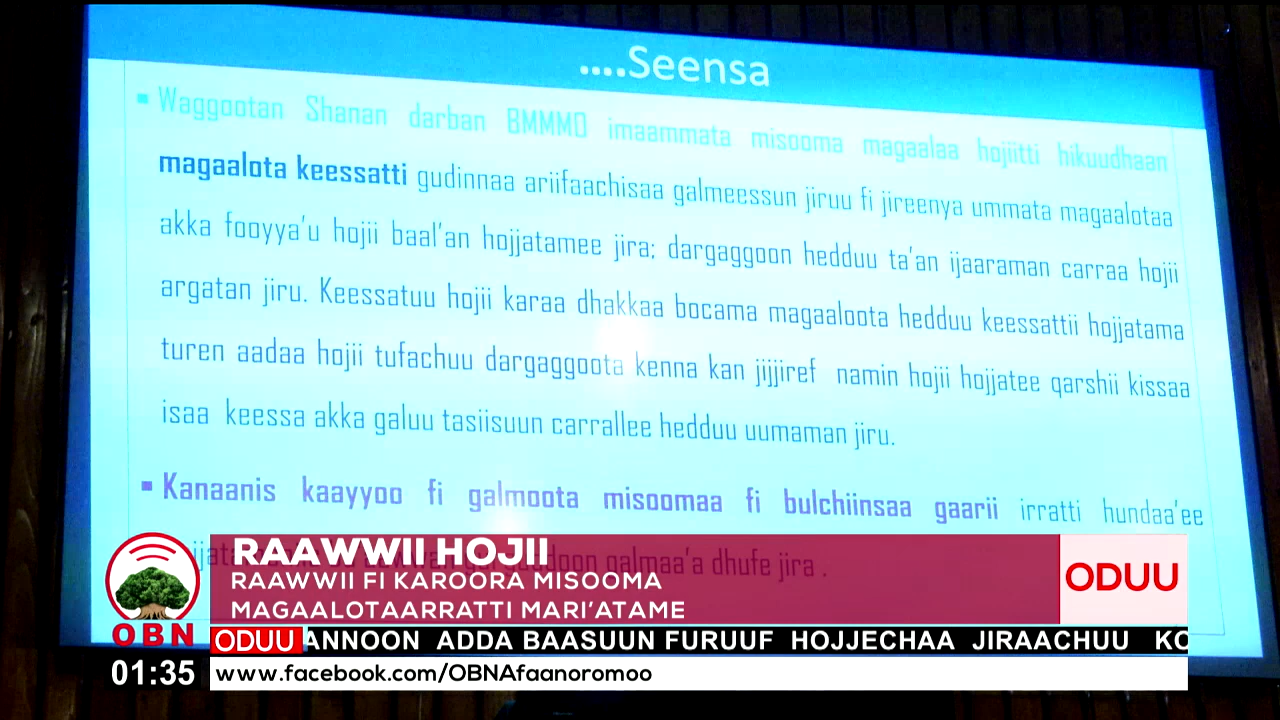 ....Seensa
▪ Waggootan Shanan darban BMMMO imaammata misooma magaalaa hojiitti hikuudhaan
magaalota keessatti gudinnaa ariifaachisaa galmeessun jiruu fi jireenya ummata magaalotaa
akka fooyya’u hojii baal’an hojjatamee jira; dargaggoon hedduu ta’an ijaaraman carraa hojii
argatan jiru. Keessatuu hojii karaa dhakkaa bocama magaaloota hedduu keessattii hojjatama
turen aadaa hojii tufachuu dargaggoota kenna kan jijjiref namin hojii hojjatee qarshii kissaa
isaa keessa akka galuu tasiisuun carrallee hedduu uumaman jiru.
▪ Kanaanis kaayyoo fi galmoota misoomaa fi bulchiinsaa gaarii irratti hundaa’ee
galmaa’a dhufe jira .
RAAWWII HOJII
RAAWWII FI KAROORA MISOOMA
MAGAALOTAARRATTI MARI’ATAME
ODUU
OBN
ODUU ANNOON ADDA BAASUUN FURUUF HOJJECHAA JIRAACHUU KO
01:35
www.facebook.com/OBNAfaanoromoo